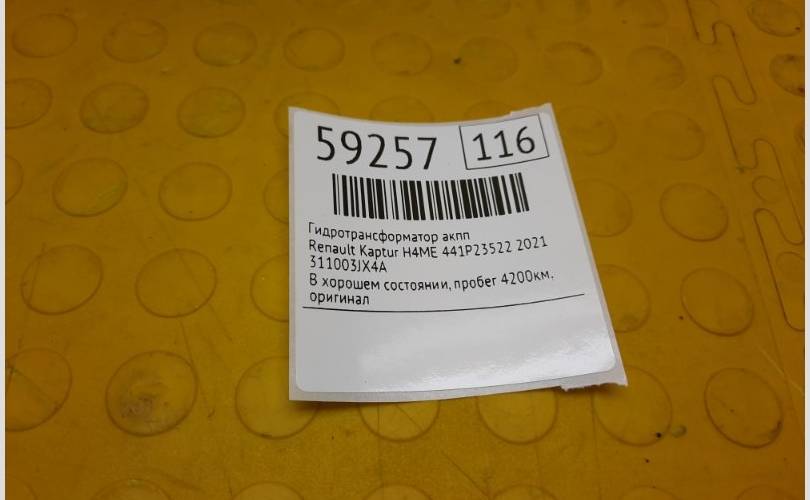 59257 116
Гидротрансформатор акпп
Renault Kaptur H4ME 441P23522 2021
311003JX4A
В хорошем состоянии, пробег 4200км,
оригинал